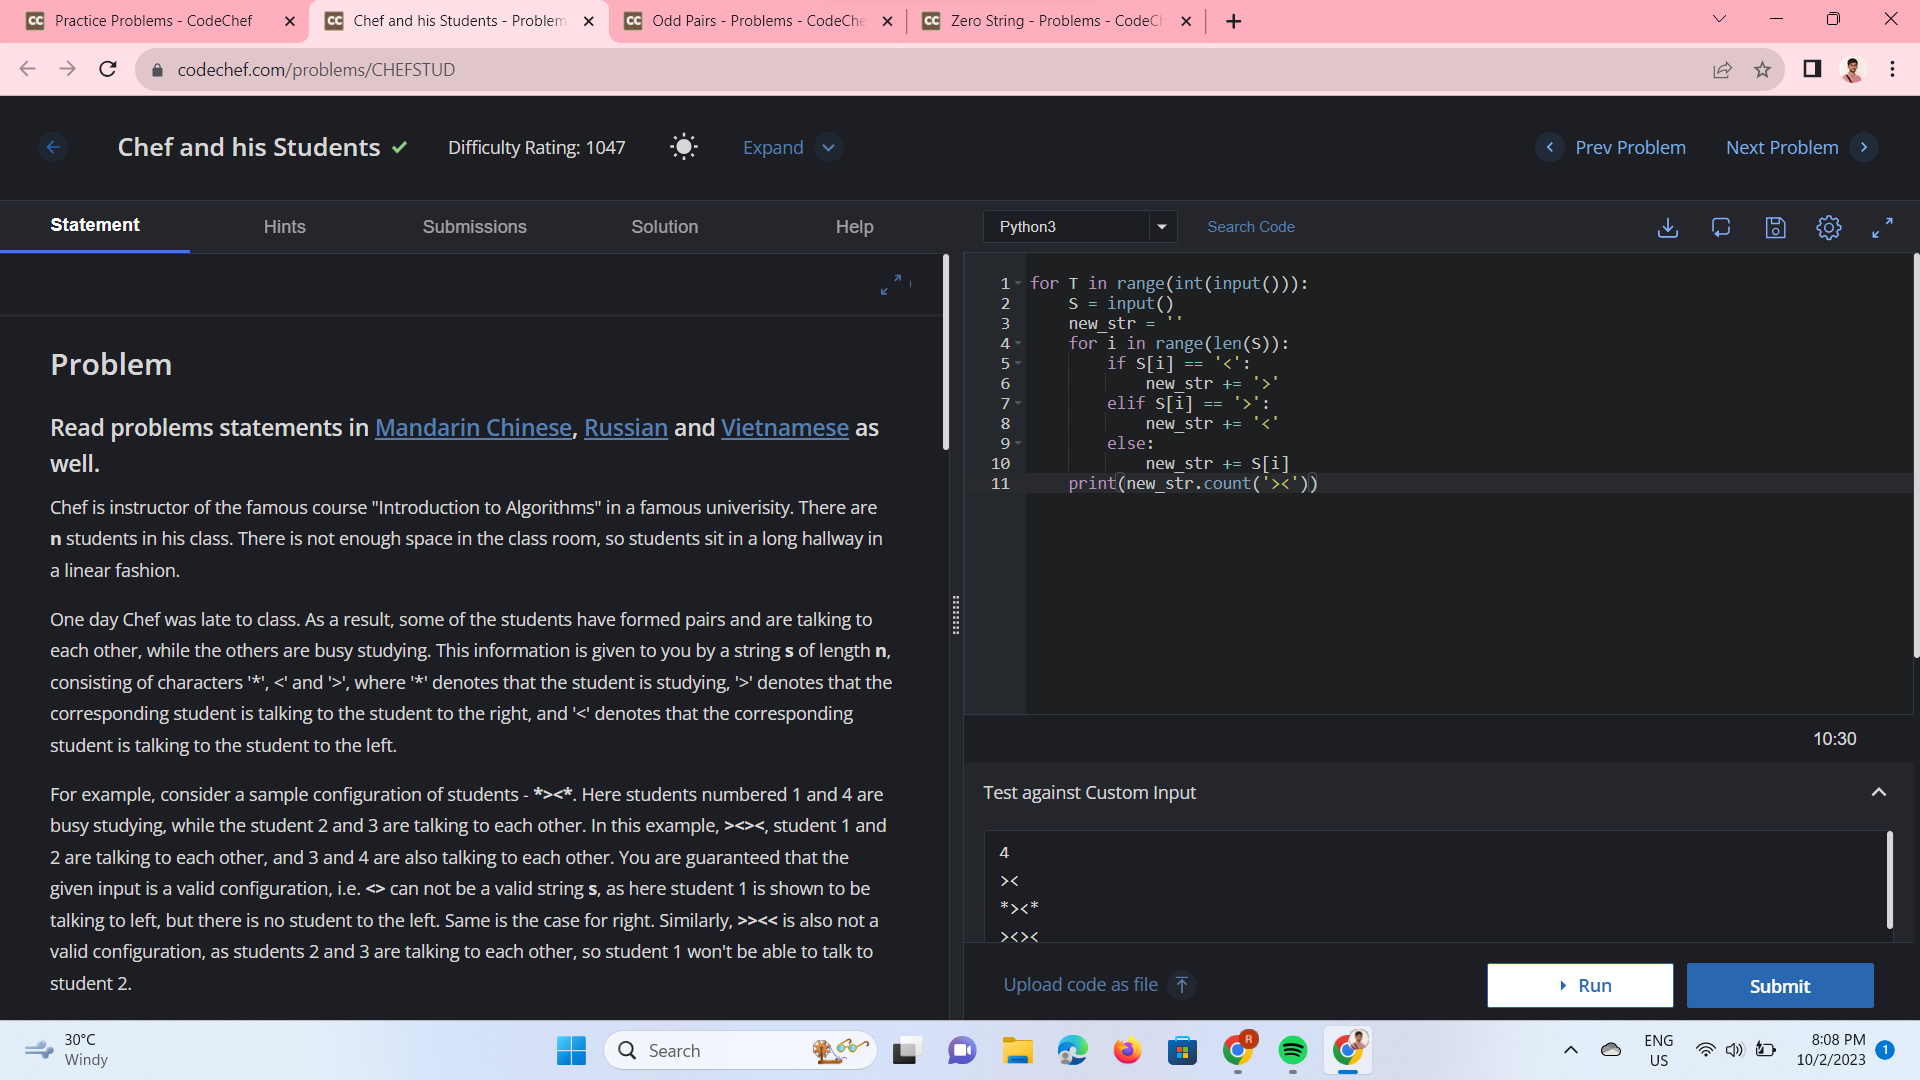 Practice Problems - CodeChef
Chef and his Students - Problem
Odd Pairs - Problems - CodeChe
Zero String - Problems - CodeCh
codechef.com/problems/CHEFSTUD
Chef and his Students
Difficulty Rating: 1047
Expand
Prev Problem
Next Problem
Statement
Hints
Submissions
Solution
Help
Python3
Search Code
Problem
Read problems statements in Mandarin Chinese, Russian and Vietnamese as
well.
Chef is instructor of the famous course "Introduction to Algorithms" in a famous univerisity. There are
n students in his class. There is not enough space in the class room, so students sit in a long hallway in
a linear fashion.
One day Chef was late to class. As a result, some of the students have formed pairs and are talking to
each other, while the others are busy studying. This information is given to you by a string s of length n,
consisting of characters '*', <' and '>', where '*' denotes that the student is studying, '>' denotes that the
corresponding student is talking to the student to the right, and '<' denotes that the corresponding
student is talking to the student to the left.
For example, consider a sample configuration of students - *><*. Here students numbered 1 and 4 are
busy studying, while the student 2 and 3 are talking to each other. In this example, ><><, student 1 and
2 are talking to each other, and 3 and 4 are also talking to each other. You are guaranteed that the
given input is a valid configuration, i.e. <> can not be a valid string s, as here student 1 is shown to be
talking to left, but there is no student to the left. Same is the case for right. Similarly, >><< is also not a
valid configuration, as students 2 and 3 are talking to each other, so student 1 won't be able to talk to
student 2.
1 for T in range(int(input())):
2     S = input()
3     new_str = ''
4     for i in range(len(S)):
5         if S[i] == '<':
6             new_str += '>'
7         elif S[i] == '>':
8             new_str += '<'
9         else:
10             new_str += S[i]
11     print(new_str.count('><'))
10:30
Test against Custom Input
4
><
*><*
><><
Upload code as file
Run
Submit
30°C
Windy
Search
R
ENG
US
8:08 PM
10/2/2023
1